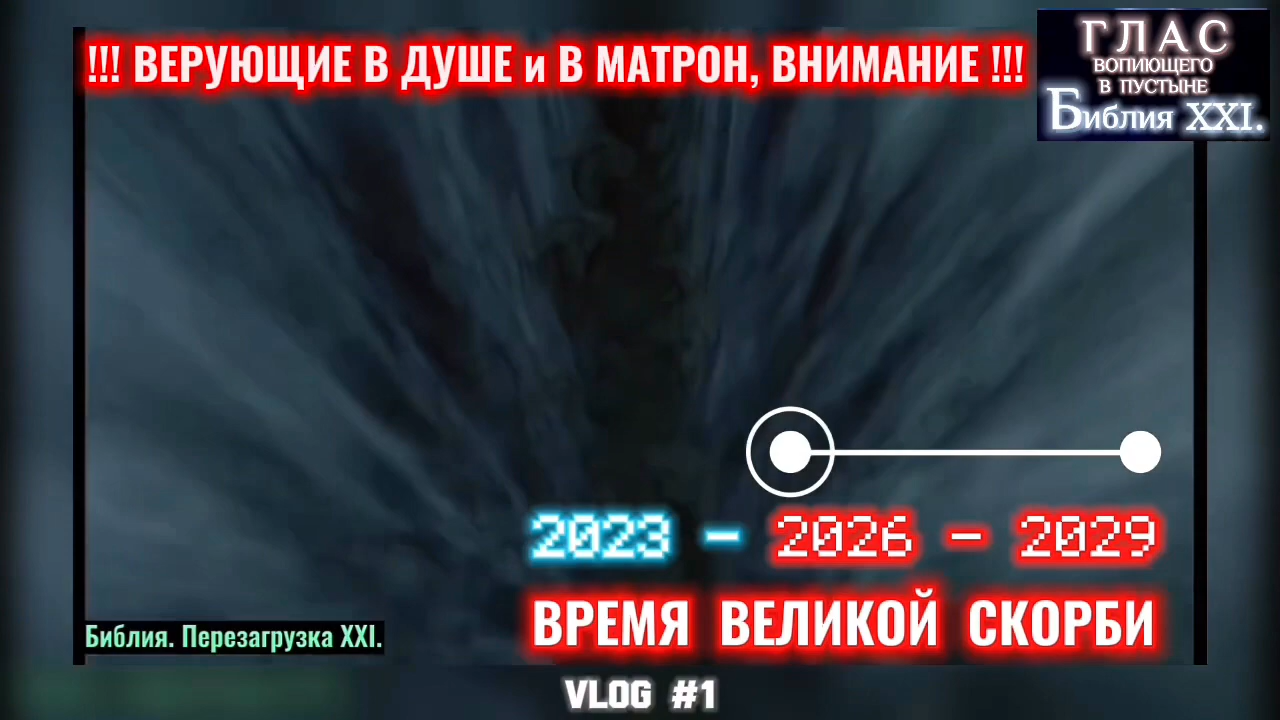 !!! ВЕРУЮЩИЕ В ДУШЕ и В МАТРОН, ВНИМАНИЕ !!!
ГЛАС
ВОПИЮЩЕГО
В ПУСТЫНЕ
Библия XXI.
2023 - 2026 - 2029
ВРЕМЯ ВЕЛИКОЙ СКОРБИ
Библия. Перезагрузка XXI.
VLOG #1